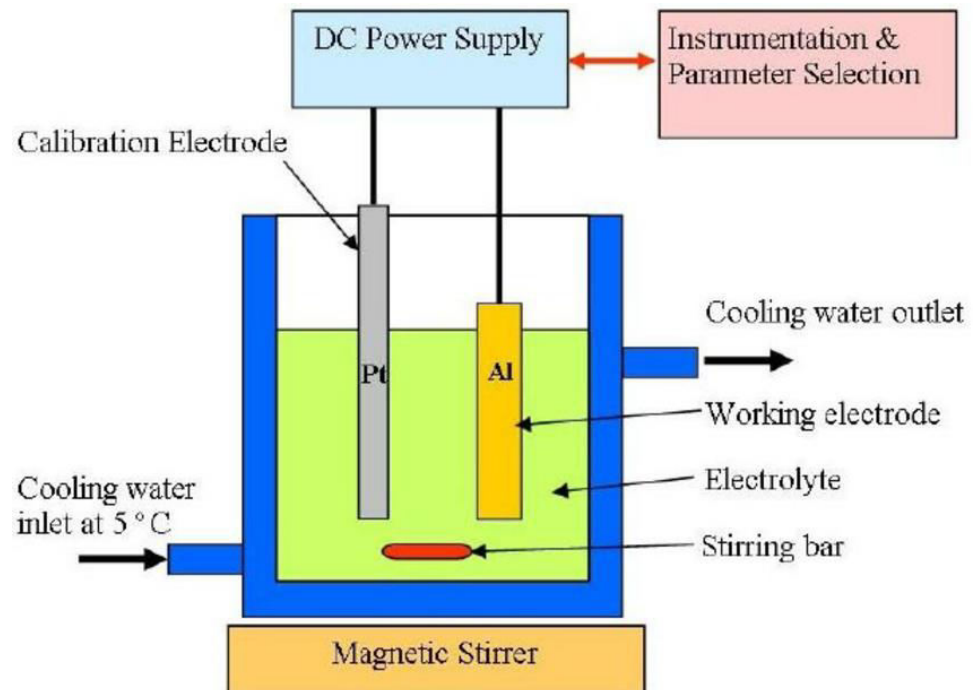 DC Power Supply
Instrumentation &
Parameter Selection
Calibration Electrode
Cooling water outlet
Pt
Al
Working electrode
Cooling water
inlet at 5 °C
Electrolyte
Stirring bar
Magnetic Stirrer